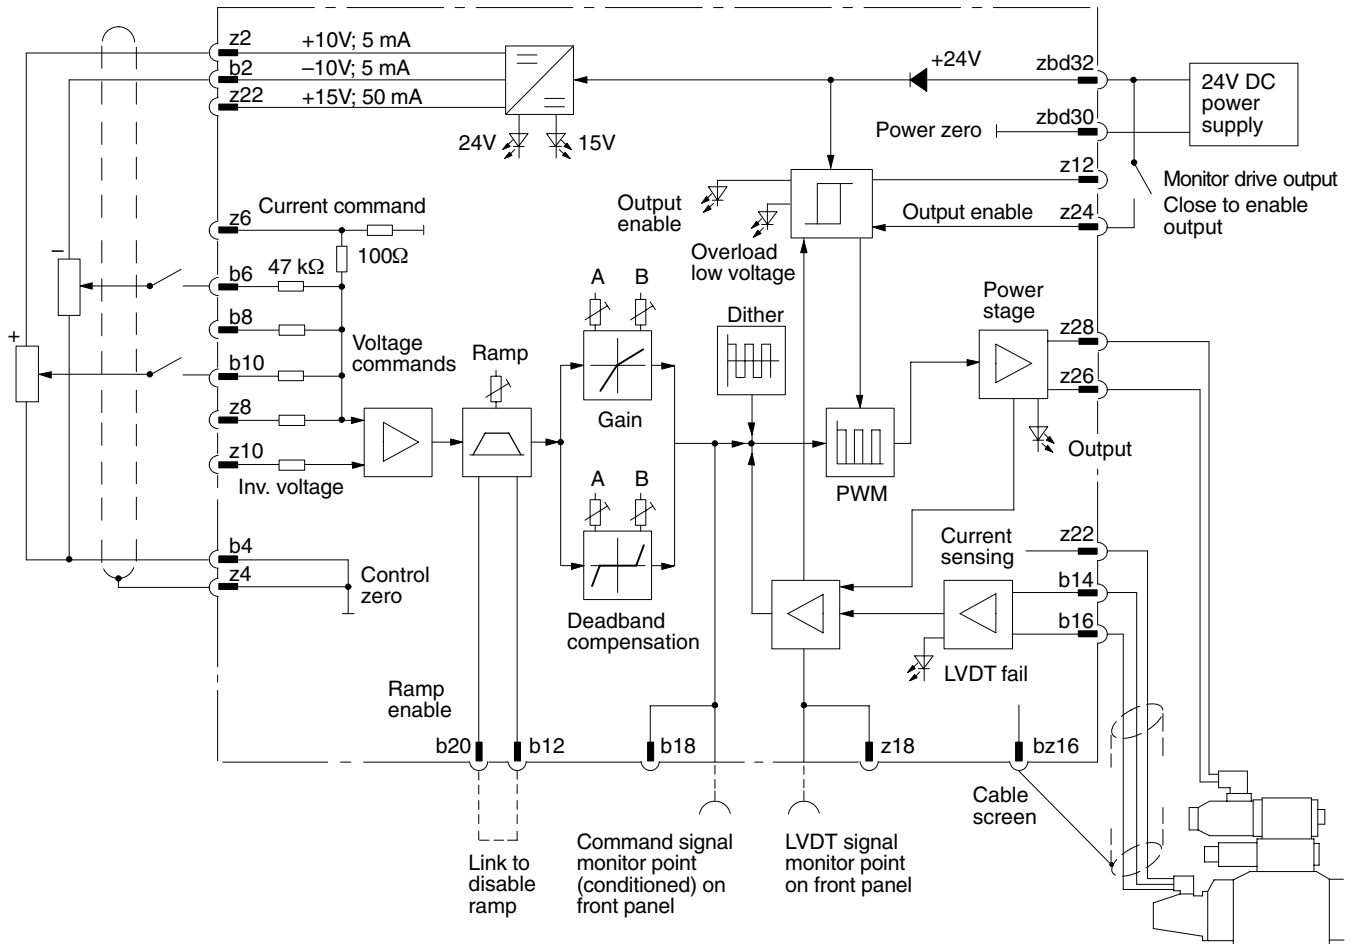 z2
+10V; 5 mA
b2
–10V; 5 mA
z22
+15V; 50 mA
24V
15V
+24V
zbd32
24V DC
power
supply
Power zero
zbd30
z12
Monitor drive output
Output
enable
Output enable
z24
Close to enable
output
Overload
low voltage
z6
Current command
100Ω
–
b6
47 kΩ
b8
Voltage
commands
+
b10
z8
z10
Inv. voltage
Ramp
A
B
Gain
A
B
Deadband
compensation
Dither
PWM
Power
stage
z28
z26
Output
Current
sensing
z22
b14
b16
LVDT fail
b4
z4
Control
zero
Ramp
enable
b20
b12
b18
z18
bz16
Link to
disable
ramp
Command signal
monitor point
(conditioned) on
front panel
LVDT signal
monitor point
on front panel
Cable
screen